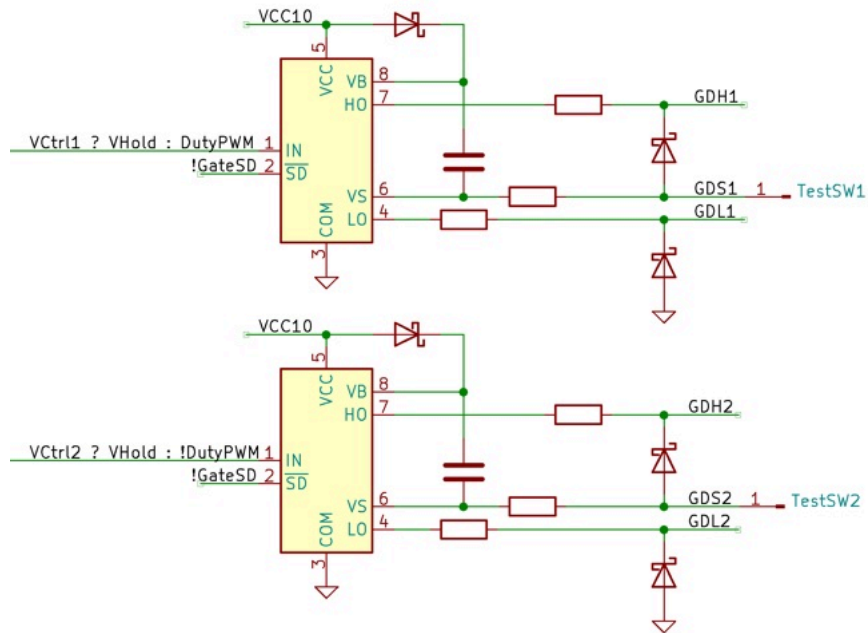 VCC10
5
VCC
VB 8
HO 7
GDH1
VCtrl1 ? VHold : DutyPWM 1 IN
!GateSD 2 SD
VS 6
GDS1 1 TestSW1
LO 4
GDL1
COM
3
VCC10
5
VCC
VB 8
HO 7
GDH2
VCtrl2 ? VHold : !DutyPWM 1 IN
!GateSD 2 SD
VS 6
GDS2 1 TestSW2
LO 4
GDL2
COM
3